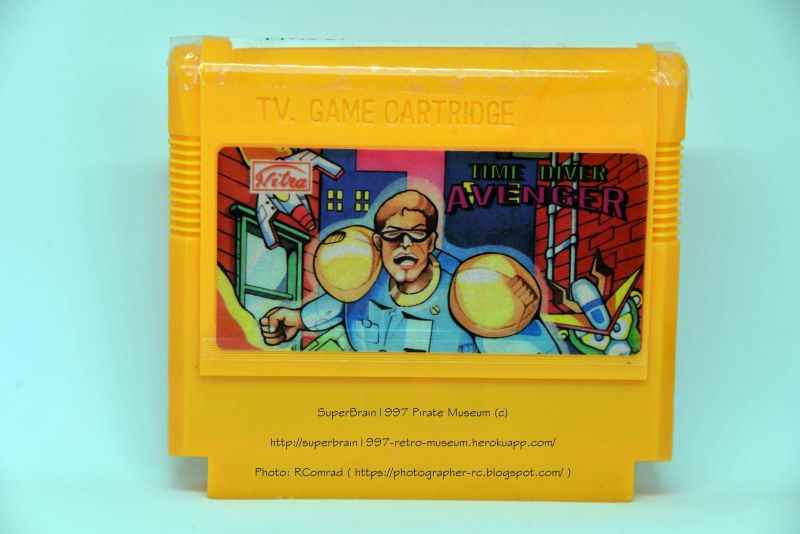 TV. GAME CARTRIDGE
Nitra
TIME DIVER
AVENGER
SuperBrain1997 Pirate Museum (c)
http://superbrain1997-retro-museum.herokuapp.com/
Photo: RComrad ( https://photographer-rc.blogspot.com/ )